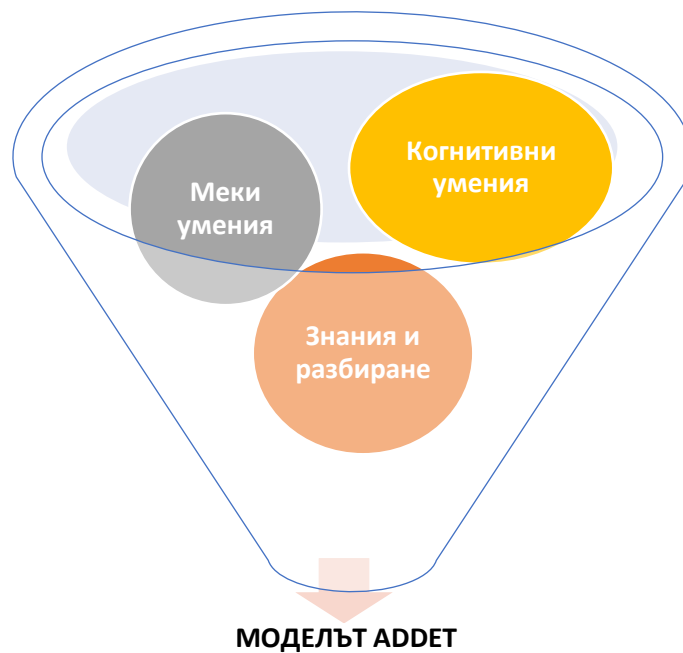 Когнитивни
умения
Меки
умения
Знания и
разбиране
МОДЕЛЪТ ADDET